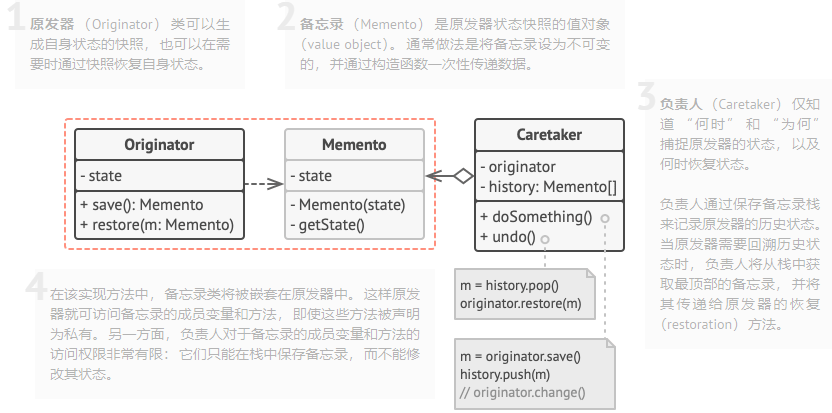 1
原发器 （Originator） 类可以生
成自身状态的快照， 也可以在需
要时通过快照恢复自身状态。
2
备忘录 （Memento） 是原发器状态快照的值对象
（value object）。 通常做法是将备忘录设为不可变
的， 并通过构造函数一次性传递数据。
3
负责人 （Caretaker） 仅知
道 “何时” 和 “为何”
捕捉原发器的状态， 以及
何时恢复状态。
负责人通过保存备忘录栈
来记录原发器的历史状态。
当原发器需要回溯历史状
态时， 负责人将从栈中获
取最顶部的备忘录， 并将
其传递给原发器的恢复
（restoration） 方法。
Originator
- state
+ save(): Memento
+ restore(m: Memento)
Memento
- state
- Memento(state)
- getState()
Caretaker
- originator
- history: Memento[]
+ doSomething()
+ undo()
m = history.pop()
originator.restore(m)
m = originator.save()
history.push(m)
// originator.change()
4
在该实现方法中， 备忘录类将被嵌套在原发器中。 这样原发
器就可访问备忘录的成员变量和方法， 即使这些方法被声明
为私有。 另一方面， 负责人对于备忘录的成员变量和方法的
访问权限非常有限： 它们只能在栈中保存备忘录， 而不能修
改其状态。